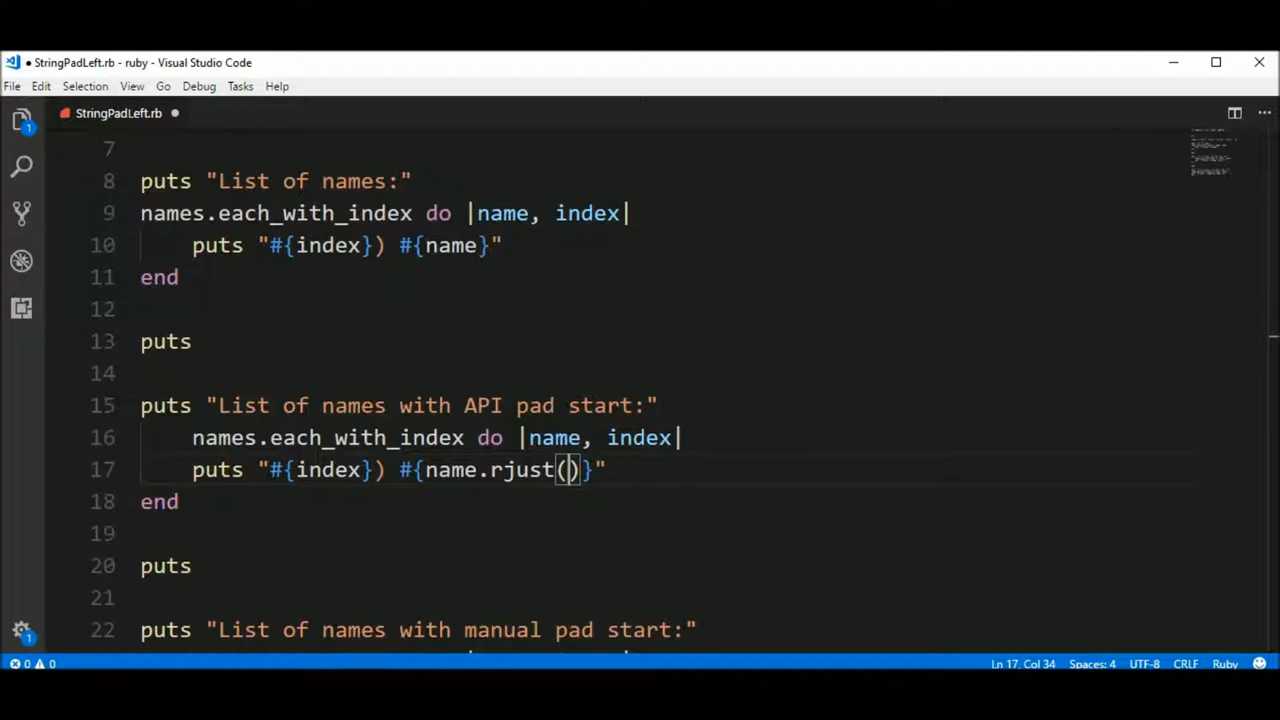 StringPadLeft.rb - ruby - Visual Studio Code
File Edit Selection View Go Debug Tasks Help
StringPadLeft.rb
7
8 puts "List of names:"
9 names.each_with_index do |name, index|
10 puts "#{index}) #{name}"
11 end
12
13 puts
14
15 puts "List of names with API pad start:"
16 names.each_with_index do |name, index|
17 puts "#{index}) #{name.rjust()}"
18 end
19
20 puts
21
22 puts "List of names with manual pad start:"
1
1
0 0 Ln 17, Col 34 Spaces: 4 UTF-8 CRLF Ruby